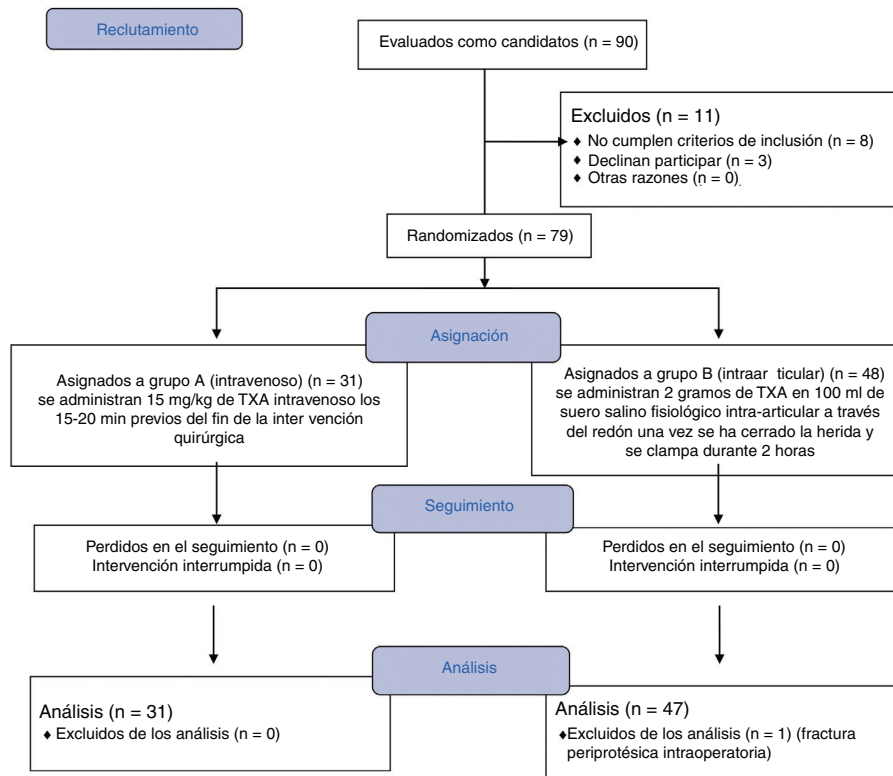 Reclutamiento
Evaluados como candidatos (n = 90)
Excluidos (n = 11)
♦ No cumplen criterios de inclusión (n = 8)
♦ Declinan participar (n = 3)
♦ Otras razones (n = 0)
Randomizados (n = 79)
Asignación
Asignados a grupo A (intravenoso) (n = 31)
se administran 15 mg/kg de TXA intravenoso los
15-20 min previos del fin de la inter vención
quirúrgica
Asignados a grupo B (intraar ticular) (n = 48)
se administran 2 gramos de TXA en 100 ml de
suero salino fisiológico intra-articular a través
del redón una vez se ha cerrado la herida y
se clampa durante 2 horas
Seguimiento
Perdidos en el seguimiento (n = 0)
Intervención interrumpida (n = 0)
Perdidos en el seguimiento (n = 0)
Intervención interrumpida (n = 0)
Análisis
Análisis (n = 31)
♦ Excluidos de los análisis (n = 0)
Análisis (n = 47)
♦Excluidos de los análisis (n = 1) (fractura
periprotésica intraoperatoria)